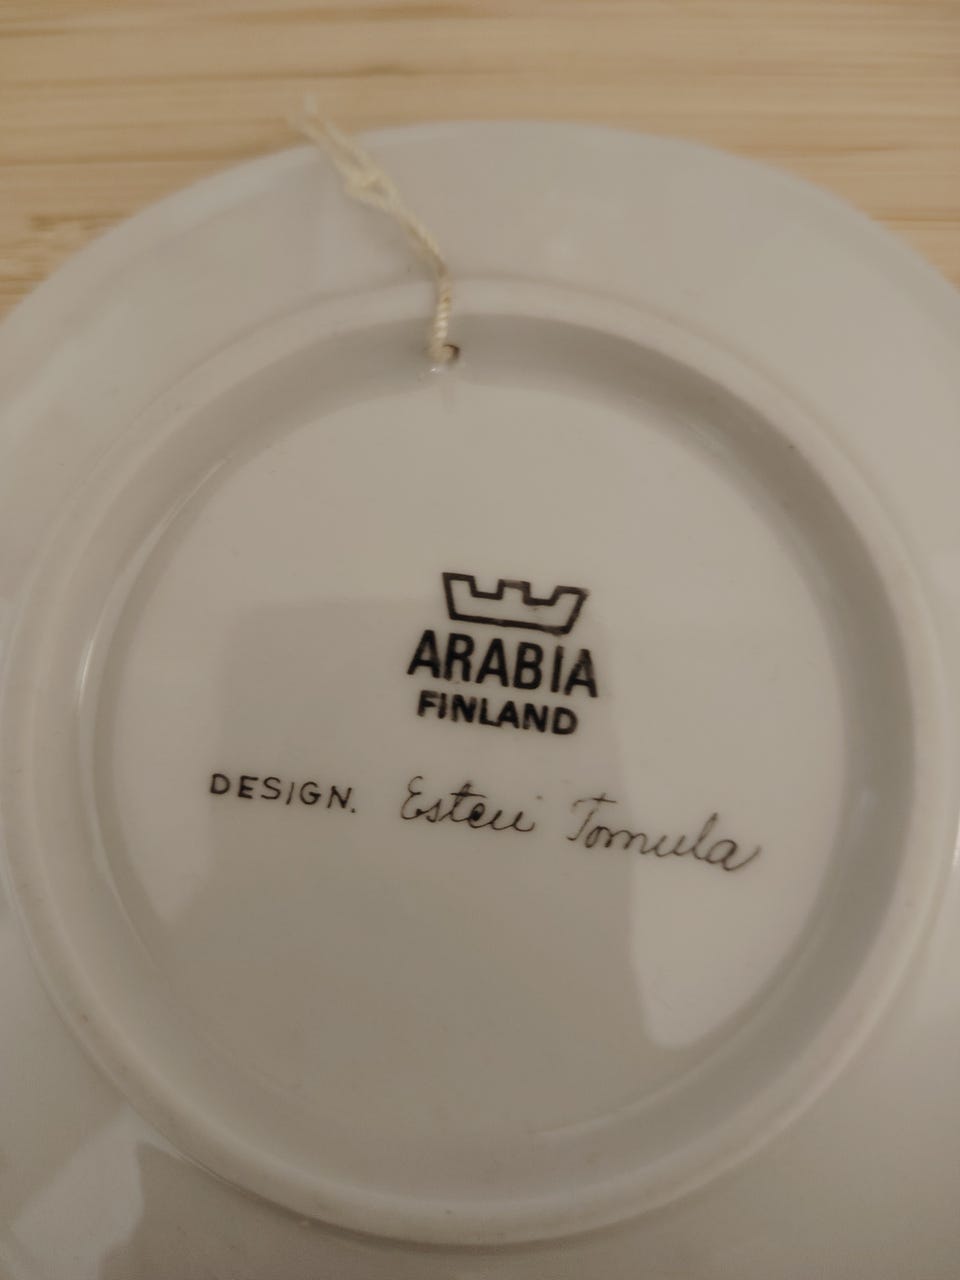 ARABIA
FINLAND
DESIGN. Esteri Tomula